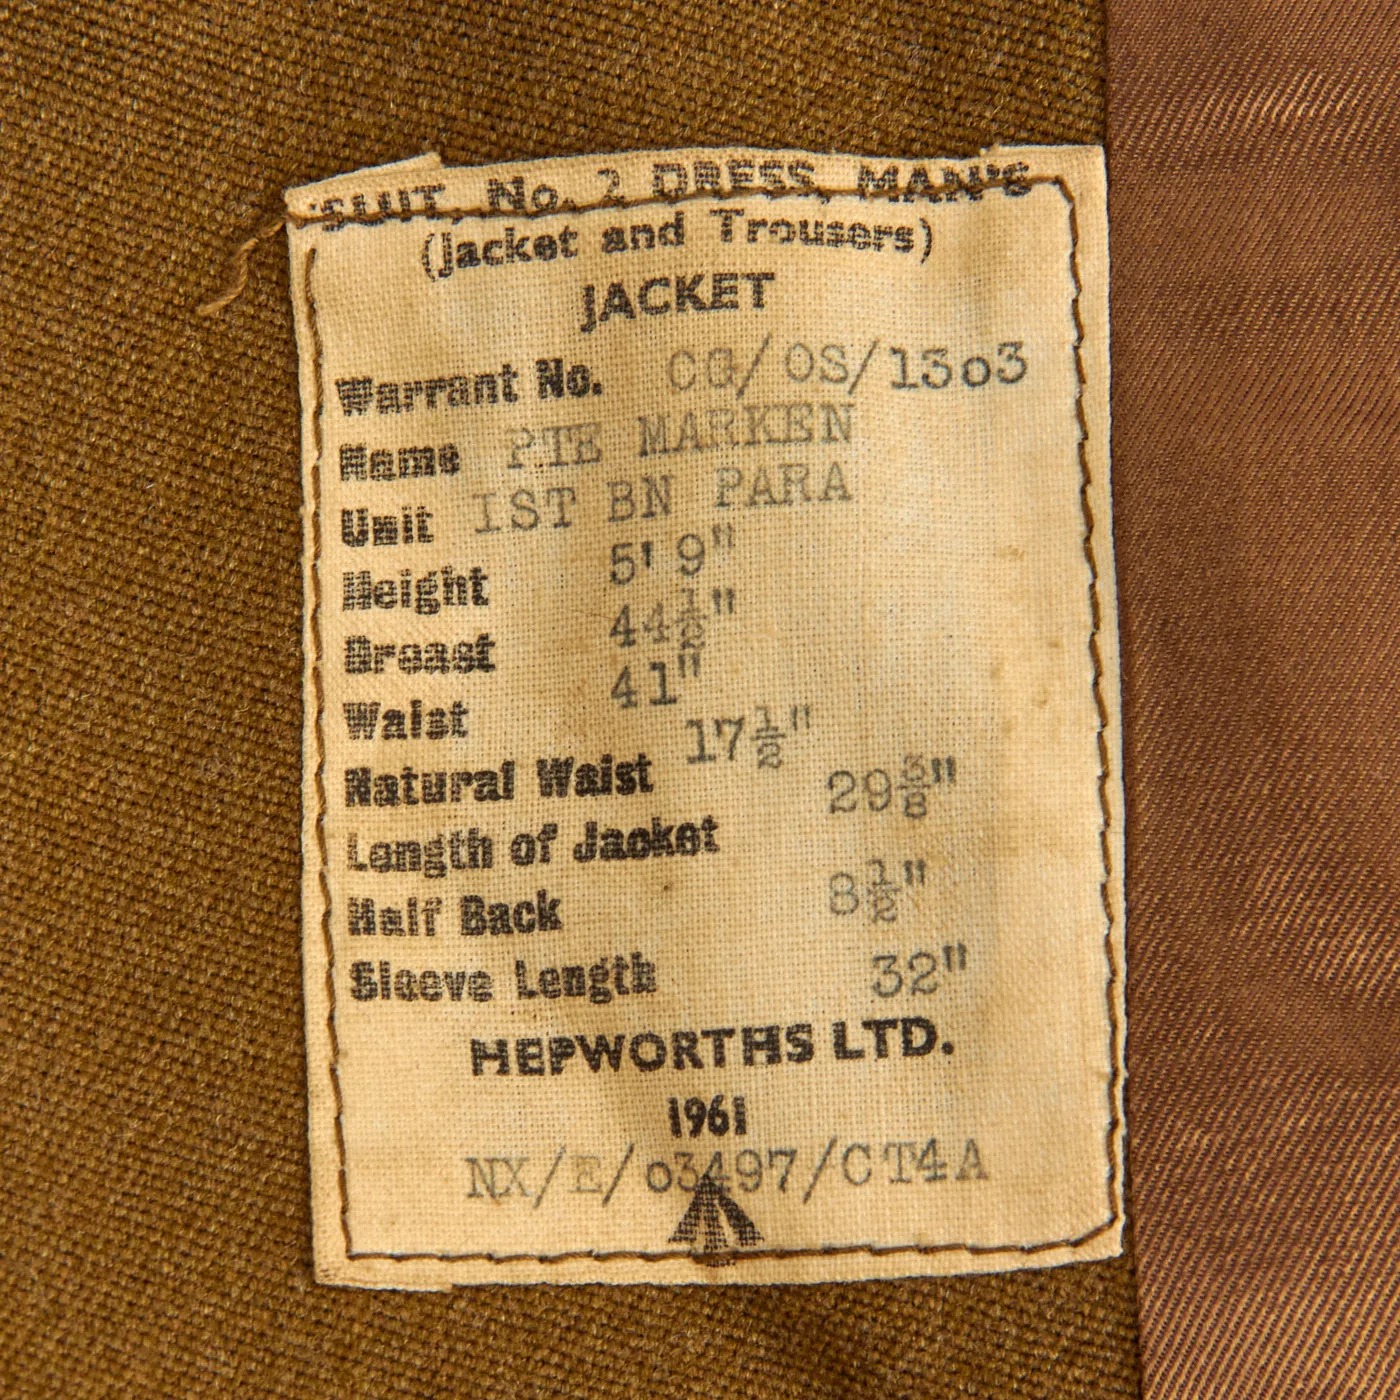 SUIT, No. 2 DRESS, MAN'S
(Jacket and Trousers)
JACKET
Warrant No. CG/OS/13o3
Name PTE MARKEN
Unit IST BN PARA
Height 5' 9"
Breast 44½"
Waist 41"
Natural Waist 17½"
Length of Jacket 29⅜"
Half Back 8½"
Sleeve Length 32"
HEPWORTHS LTD.
1961
NX/E/o3497/CT4A